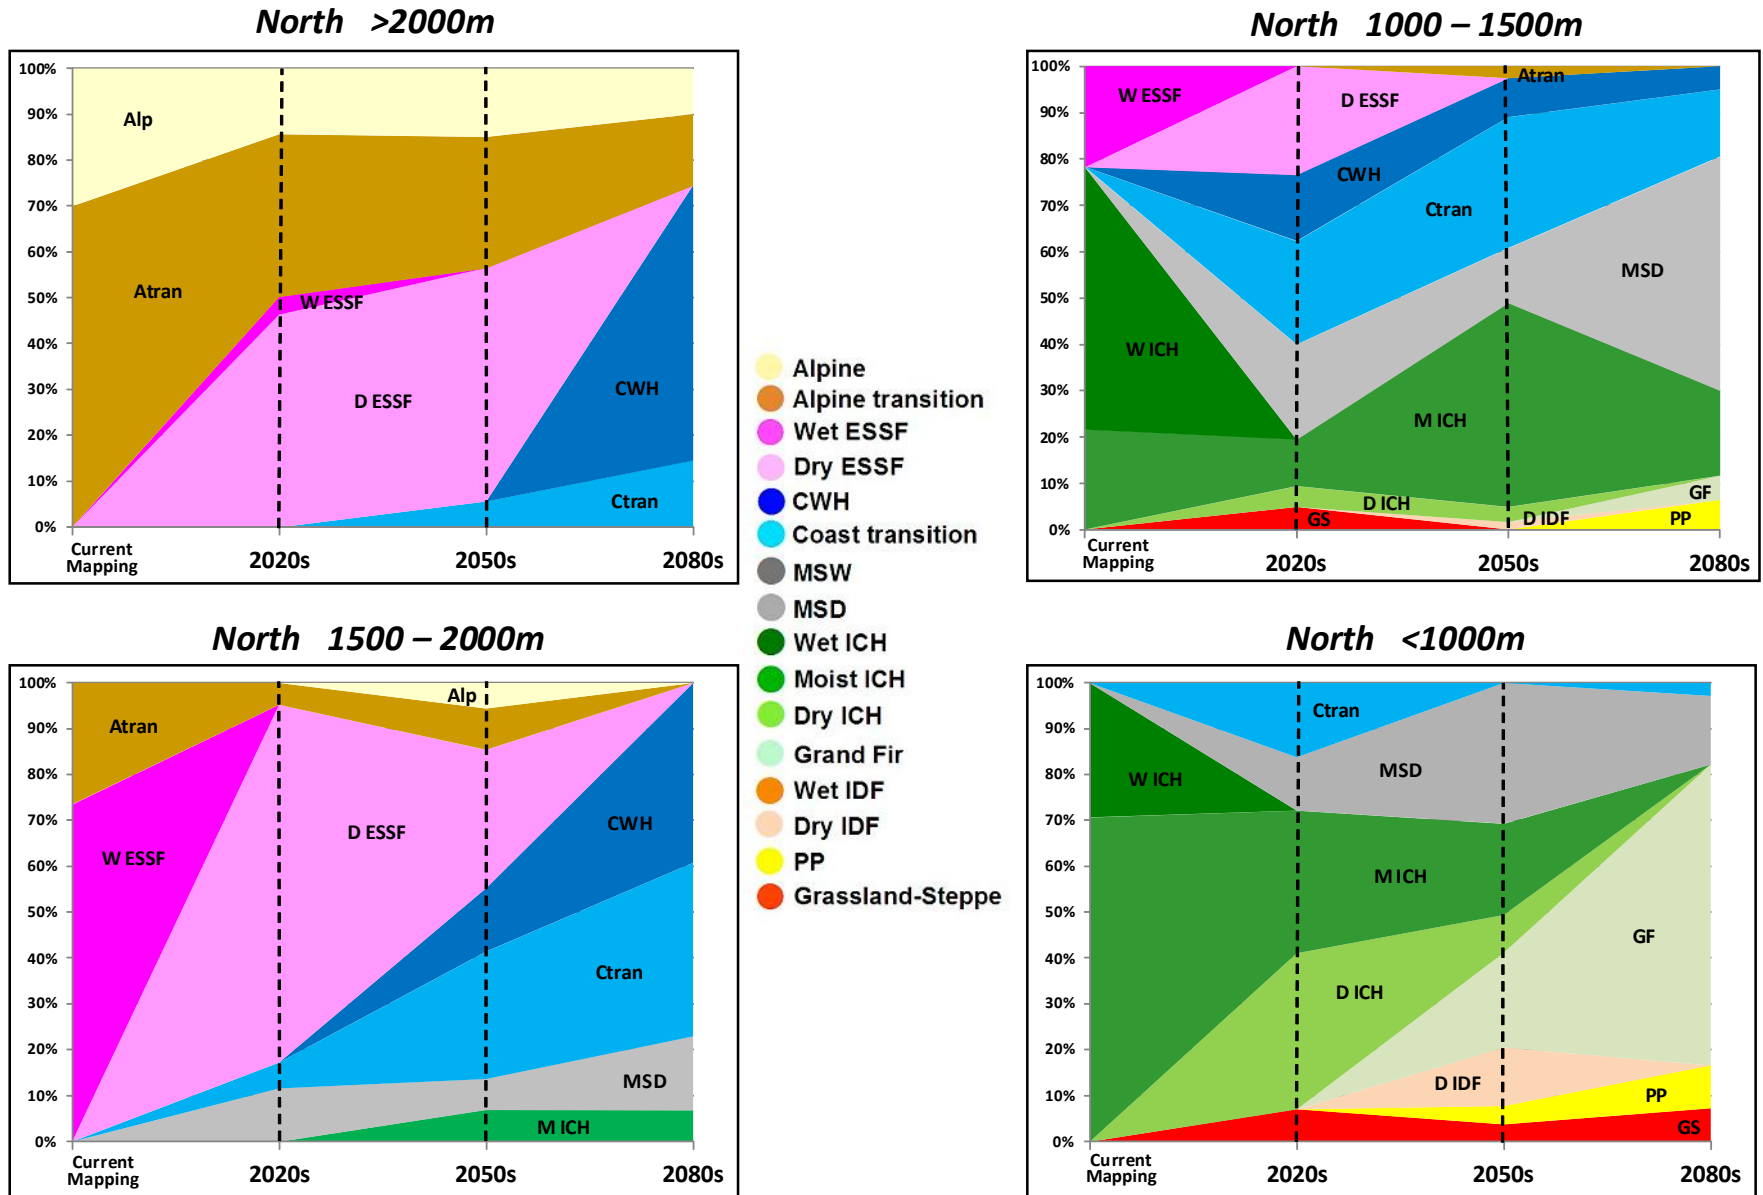 North >2000m
100%
90%
80%
70%
60%
50%
40%
30%
20%
10%
0%
Alp
Atran
W ESSF
D ESSF
CWH
Ctran
Current
Mapping
2020s
2050s
2080s
North 1000 – 1500m
100%
90%
80%
70%
60%
50%
40%
30%
20%
10%
0%
W ESSF
D ESSF
Atran
CWH
Ctran
MSD
W ICH
M ICH
D ICH
GS
D IDF
GF
PP
Current
Mapping
2020s
2050s
2080s
Alpine
Alpine transition
Wet ESSF
Dry ESSF
CWH
Coast transition
MSW
MSD
Wet ICH
Moist ICH
Dry ICH
Grand Fir
Wet IDF
Dry IDF
PP
Grassland-Steppe
North 1500 – 2000m
100%
90%
80%
70%
60%
50%
40%
30%
20%
10%
0%
Atran
Alp
W ESSF
D ESSF
CWH
Ctran
MSD
M ICH
Current
Mapping
2020s
2050s
2080s
North <1000m
100%
90%
80%
70%
60%
50%
40%
30%
20%
10%
0%
Ctran
W ICH
MSD
M ICH
D ICH
GF
D IDF
PP
GS
Current
Mapping
2020s
2050s
2080s